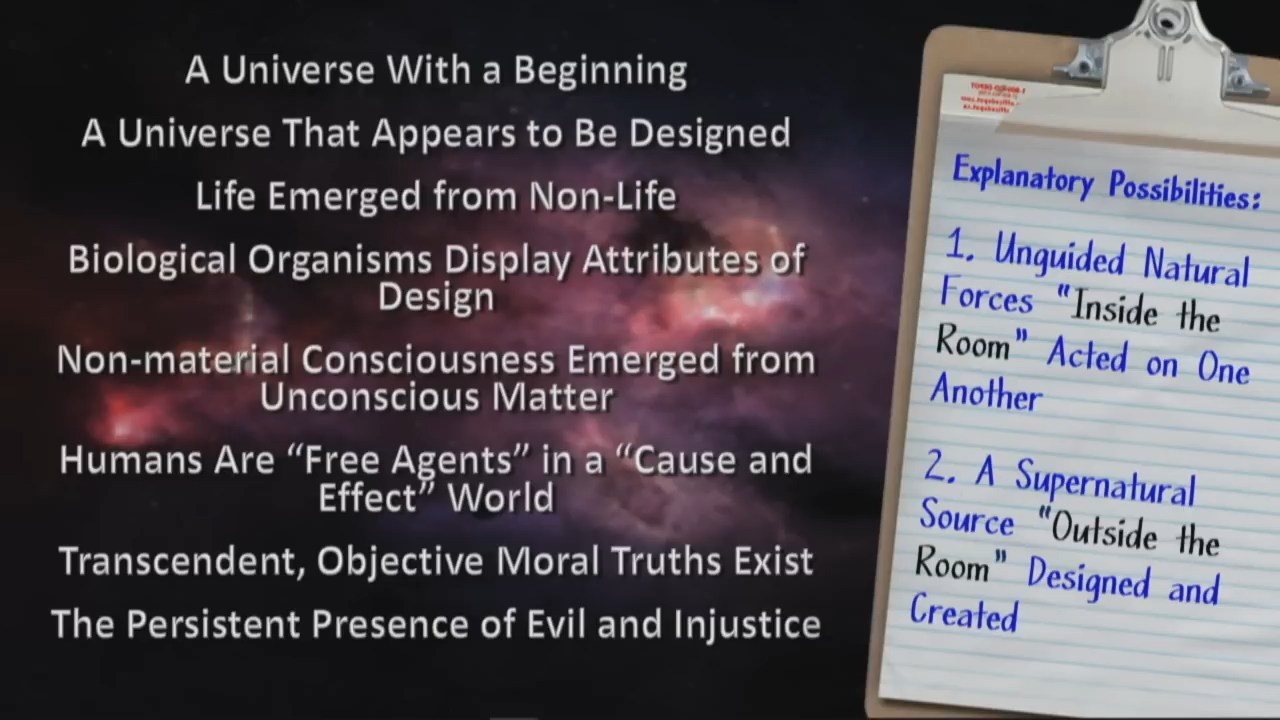 A Universe With a Beginning
A Universe That Appears to Be Designed
Life Emerged from Non-Life
Biological Organisms Display Attributes of
Design
Non-material Consciousness Emerged from
Unconscious Matter
Humans Are “Free Agents” in a “Cause and
Effect” World
Transcendent, Objective Moral Truths Exist
The Persistent Presence of Evil and Injustice
Explanatory Possibilities:
1. Unguided Natural
Forces "Inside the
Room" Acted on One
Another
2. A Supernatural
Source "Outside the
Room" Designed and
Created